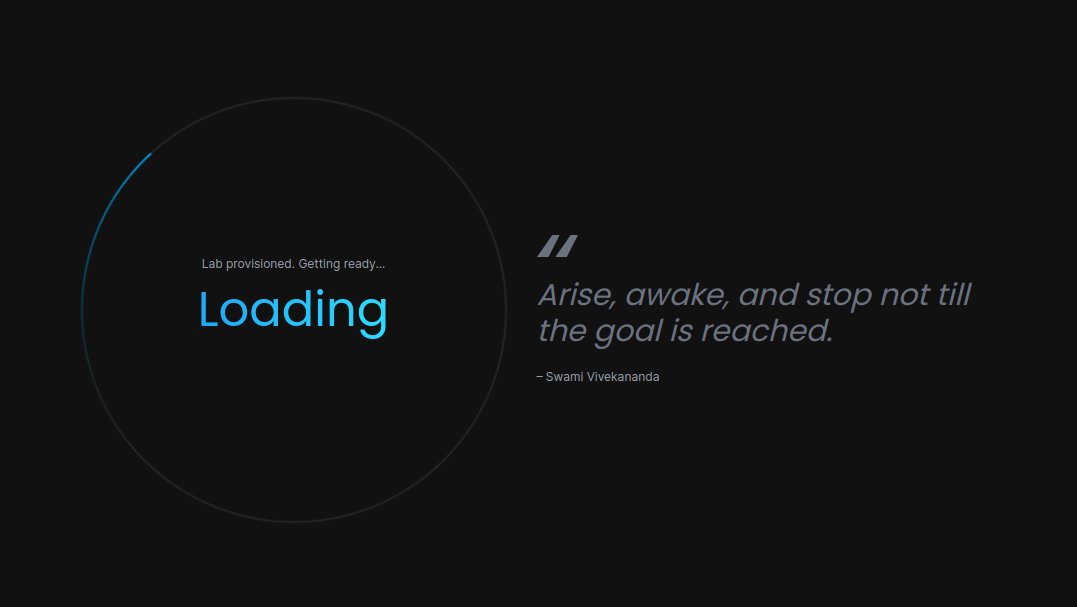 Lab provisioned. Getting ready...
Loading
“
Arise, awake, and stop not till
the goal is reached.
– Swami Vivekananda